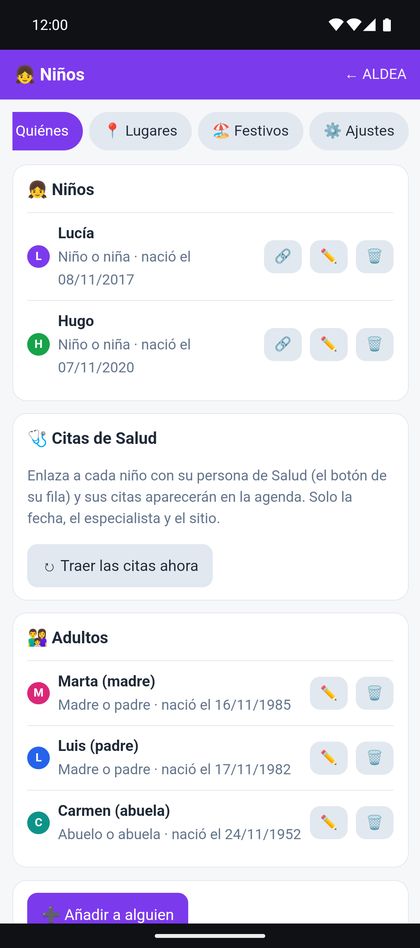 12:00
👧 Niños
← ALDEA
Quiénes
📍 Lugares
🏖️ Festivos
⚙️ Ajustes
👧 Niños
L
Lucía
Niño o niña · nació el
08/11/2017
H
Hugo
Niño o niña · nació el
07/11/2020
🩺 Citas de Salud
Enlaza a cada niño con su persona de Salud (el botón de
su fila) y sus citas aparecerán en la agenda. Solo la
fecha, el especialista y el sitio.
↻ Traer las citas ahora
👨‍👩‍👧 Adultos
M
Marta (madre)
Madre o padre · nació el 16/11/1985
L
Luis (padre)
Madre o padre · nació el 17/11/1982
C
Carmen (abuela)
Abuelo o abuela · nació el 24/11/1952
➕ Añadir a alguien